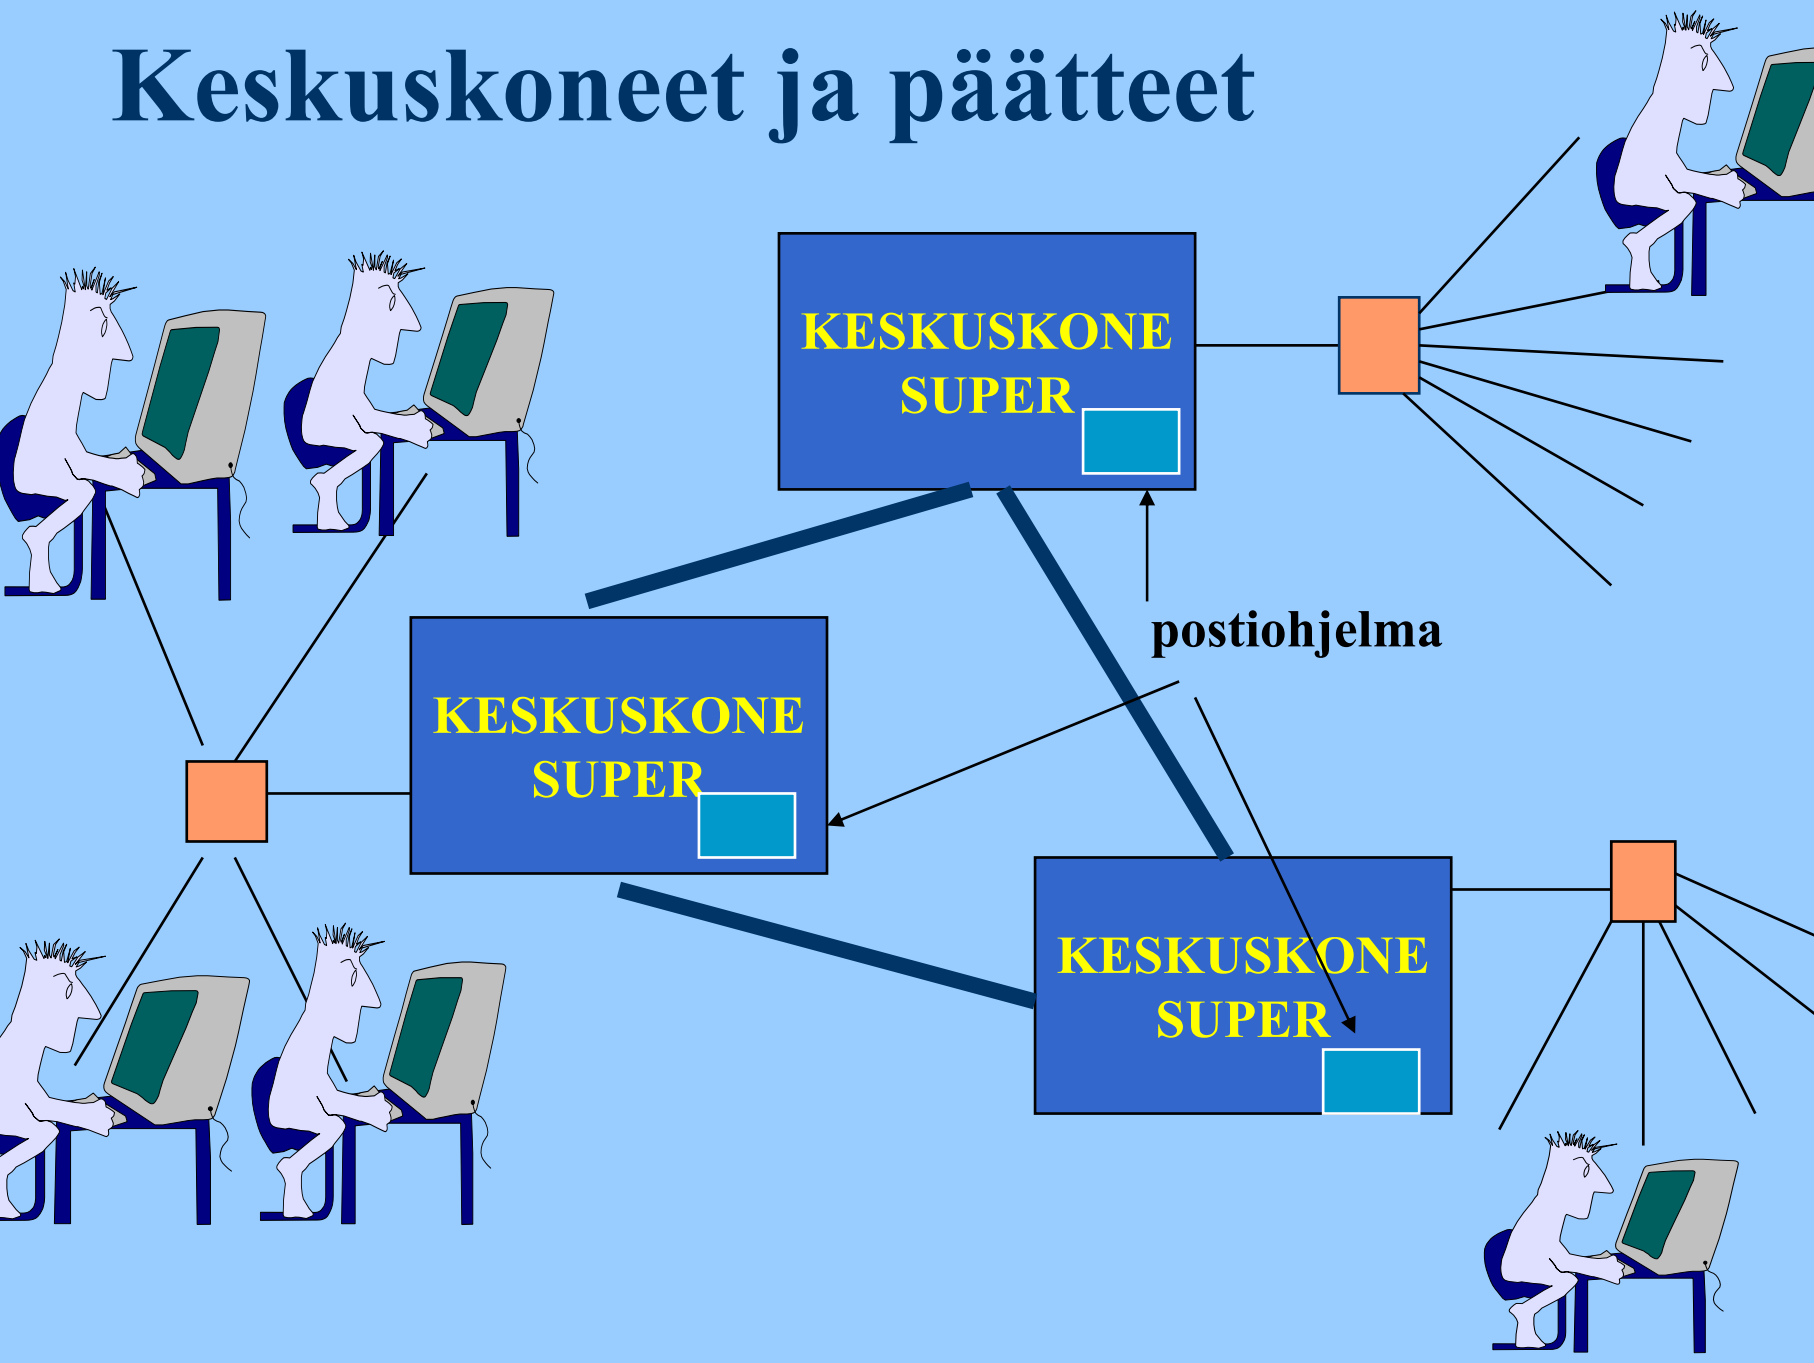 Keskuskoneet ja päätteet
KESKUSKONE
SUPER
postiohjelma
KESKUSKONE
SUPER
KESKUSKONE
SUPER